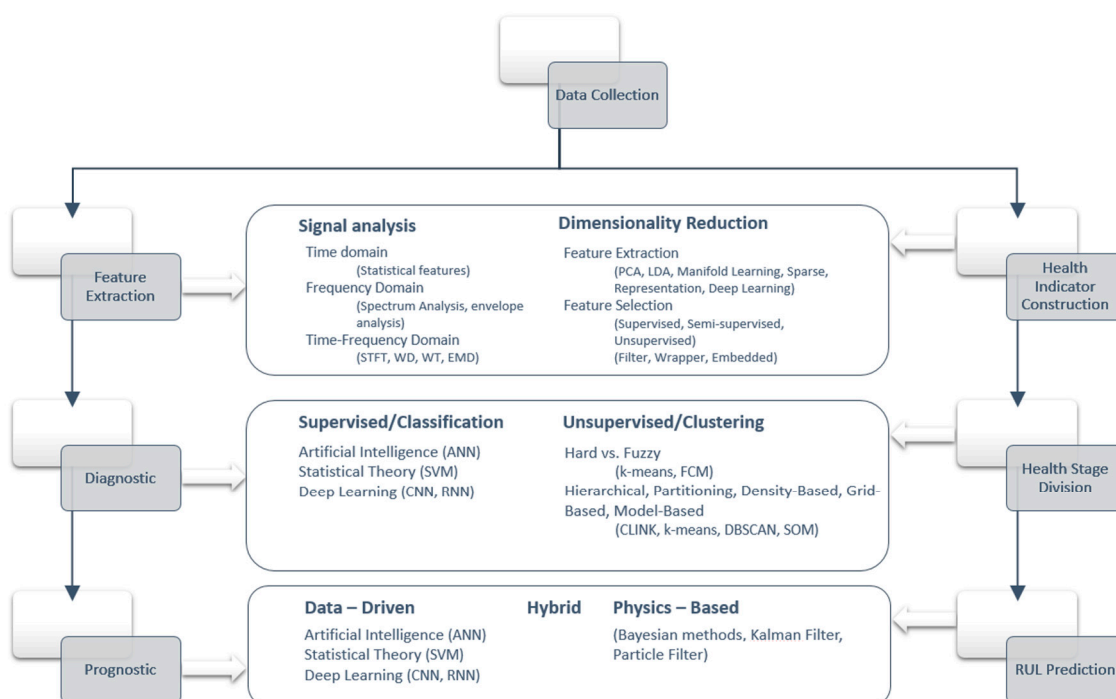 Data Collection
Feature
Extraction
Signal analysis
Time domain
(Statistical features)
Frequency Domain
(Spectrum Analysis, envelope
analysis)
Time-Frequency Domain
(STFT, WD, WT, EMD)
Dimensionality Reduction
Feature Extraction
(PCA, LDA, Manifold Learning, Sparse,
Representation, Deep Learning)
Feature Selection
(Supervised, Semi-supervised,
Unsupervised)
(Filter, Wrapper, Embedded)
Health
Indicator
Construction
Diagnostic
Supervised/Classification
Artificial Intelligence (ANN)
Statistical Theory (SVM)
Deep Learning (CNN, RNN)
Unsupervised/Clustering
Hard vs. Fuzzy
(k-means, FCM)
Hierarchical, Partitioning, Density-Based, Grid-
Based, Model-Based
(CLINK, k-means, DBSCAN, SOM)
Health Stage
Division
Prognostic
Data – Driven
Artificial Intelligence (ANN)
Statistical Theory (SVM)
Deep Learning (CNN, RNN)
Hybrid
Physics – Based
(Bayesian methods, Kalman Filter,
Particle Filter)
RUL Prediction